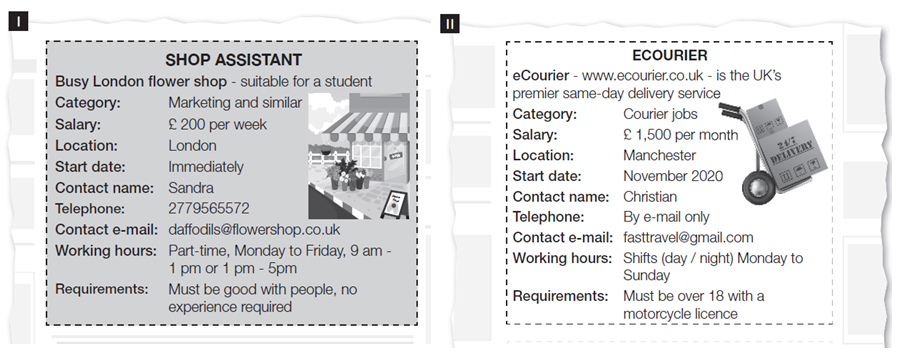 I
SHOP ASSISTANT
Busy London flower shop - suitable for a student
Category: Marketing and similar
Salary: £ 200 per week
Location: London
Start date: Immediately
Contact name: Sandra
Telephone: 2779565572
Contact e-mail: daffodils@flowershop.co.uk
Working hours: Part-time, Monday to Friday, 9 am -
1 pm or 1 pm - 5pm
Requirements: Must be good with people, no
experience required
II
ECOURIER
eCourier - www.ecourier.co.uk - is the UK's
premier same-day delivery service
Category: Courier jobs
Salary: £ 1,500 per month
Location: Manchester
Start date: November 2020
Contact name: Christian
Telephone: By e-mail only
Contact e-mail: fasttravel@gmail.com
Working hours: Shifts (day / night) Monday to
Sunday
Requirements: Must be over 18 with a
motorcycle licence
24/7
DELIVERY